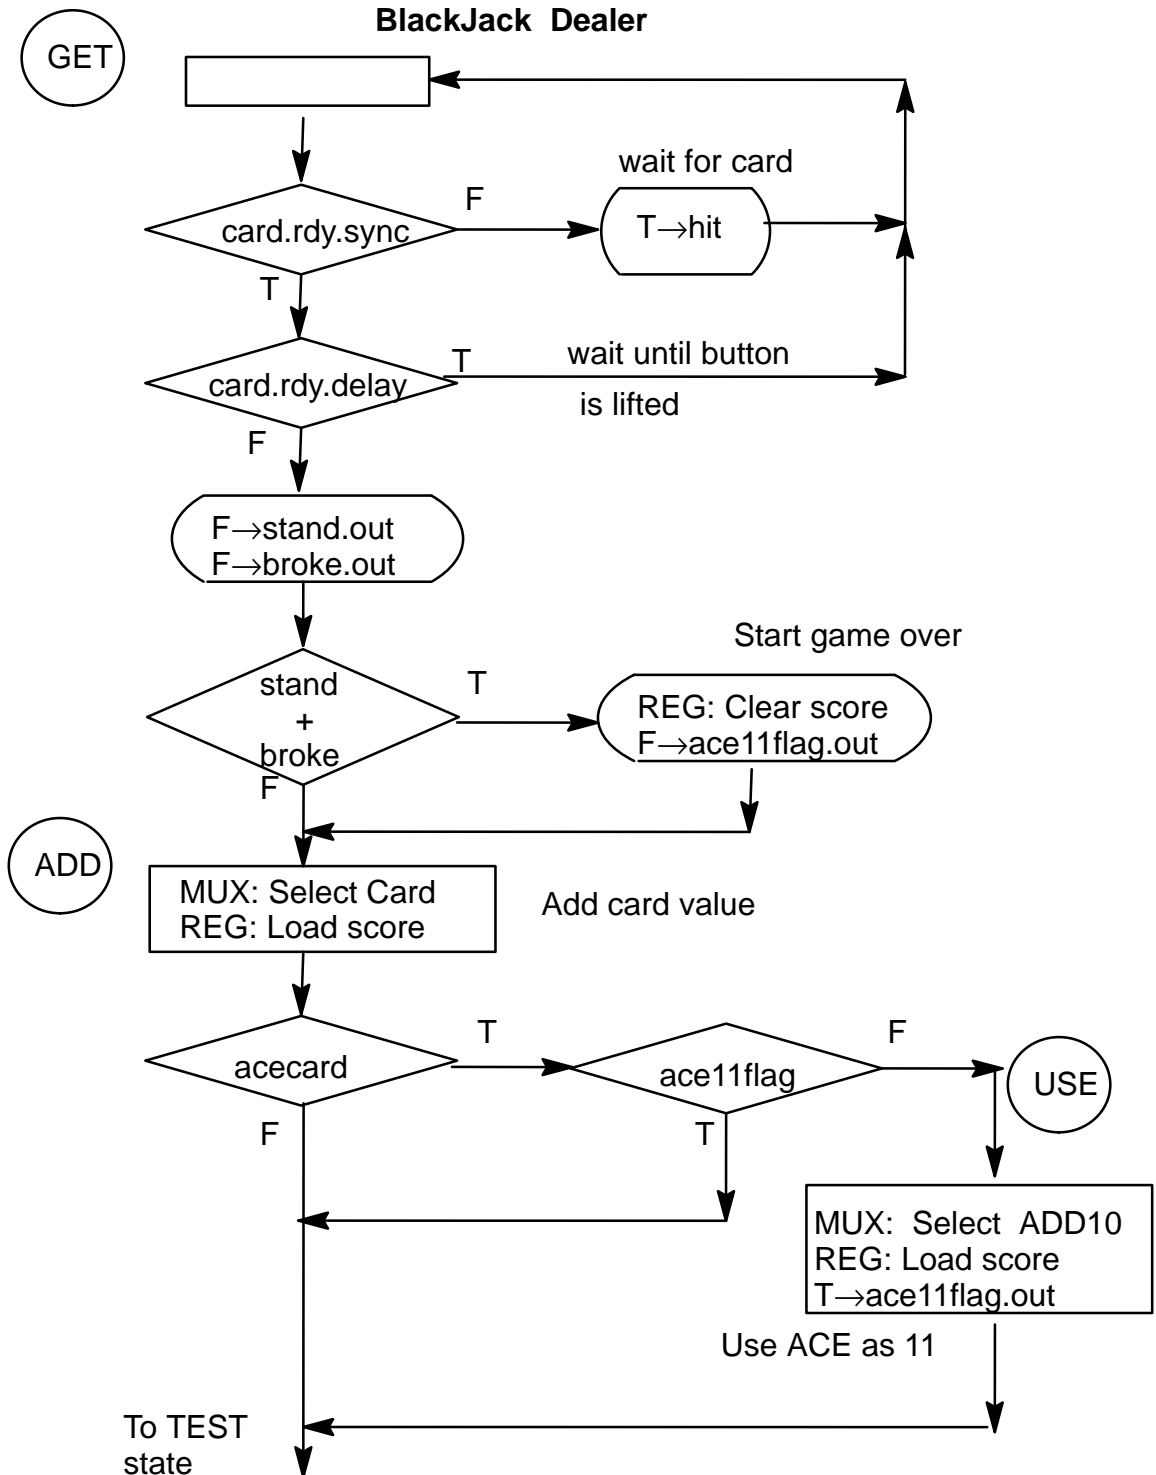 BlackJack Dealer
GET
wait for card
F
T→hit
card.rdy.sync
T
T
wait until button
card.rdy.delay
is lifted
F
F→stand.out
F→broke.out
Start game over
stand
+
broke
T
REG: Clear score
F→ace11flag.out
F
ADD
MUX: Select Card
REG: Load score
Add card value
T
F
acecard
ace11flag
USE
F
T
MUX: Select ADD10
REG: Load score
T→ace11flag.out
Use ACE as 11
To TEST
state